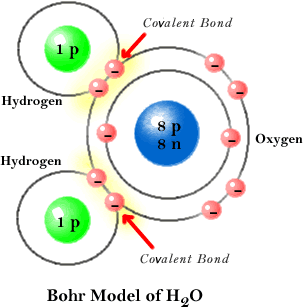 Covalent Bond
1 p
Hydrogen
8 p
8 n
Oxygen
Hydrogen
1 p
Covalent Bond
Bohr Model of H2O